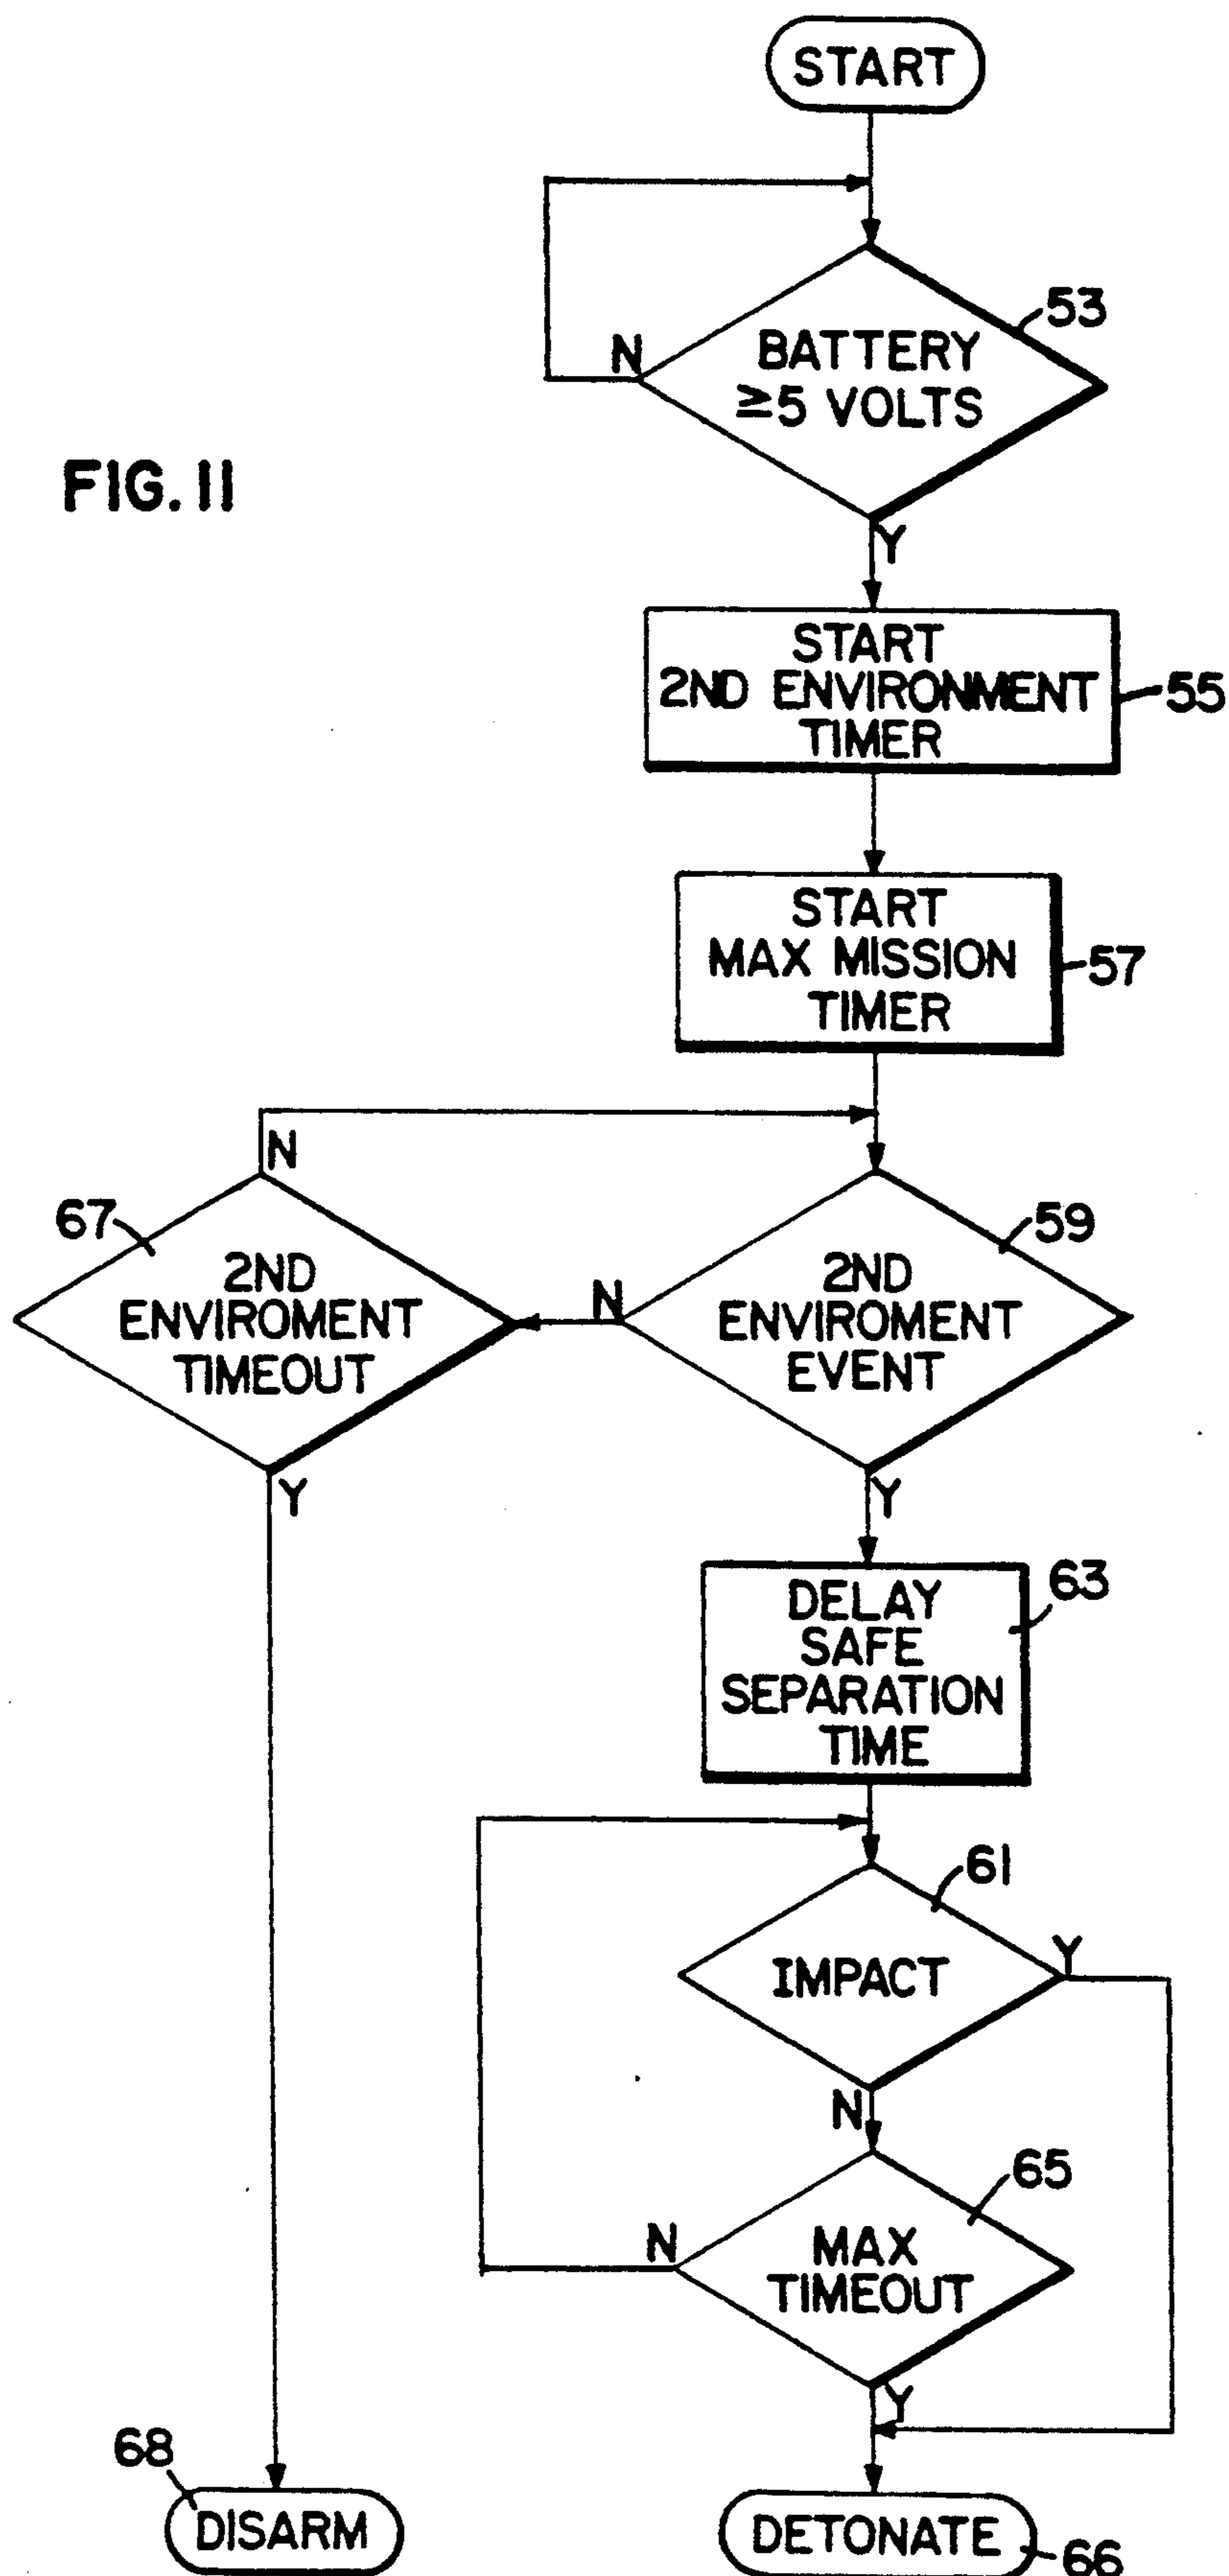 START
53
N
BATTERY
≥5 VOLTS
FIG. 11
Y
START
2ND ENVIRONMENT
TIMER
55
START
MAX MISSION
TIMER
57
N
67
2ND
ENVIROMENT
TIMEOUT
N
59
2ND
ENVIROMENT
EVENT
Y
Y
DELAY
SAFE
SEPARATION
TIME
63
61
IMPACT
Y
N
65
N
MAX
TIMEOUT
Y
68
DISARM
DETONATE
66